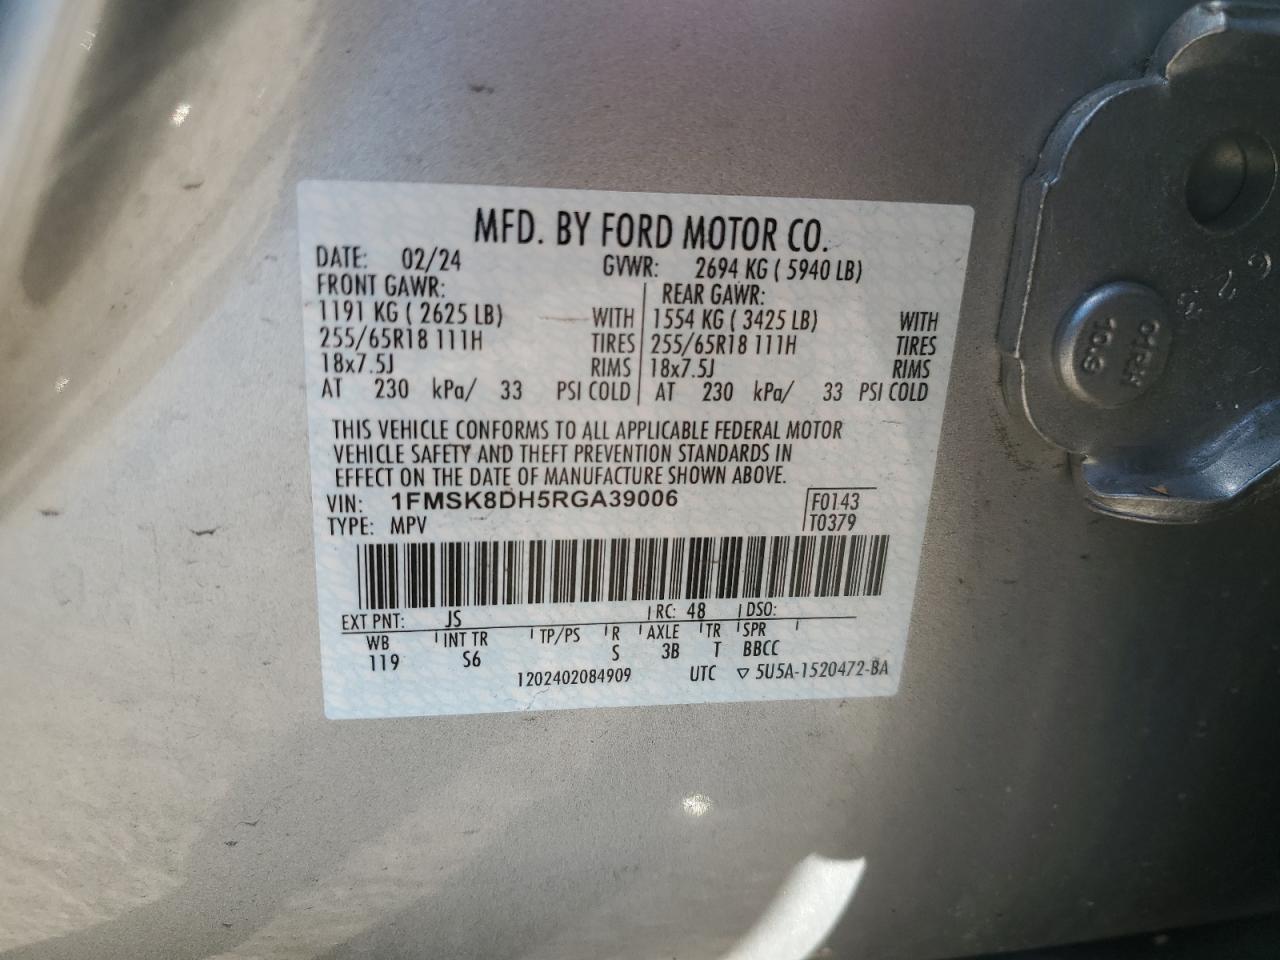 MFD. BY FORD MOTOR CO.
DATE: 02/24 GVWR: 2694 KG ( 5940 LB)
FRONT GAWR: REAR GAWR:
1191 KG ( 2625 LB) WITH 1554 KG ( 3425 LB) WITH
255/65R18 111H TIRES 255/65R18 111H TIRES
18x7.5J RIMS 18x7.5J RIMS
AT 230 kPa/ 33 PSI COLD AT 230 kPa/ 33 PSI COLD
THIS VEHICLE CONFORMS TO ALL APPLICABLE FEDERAL MOTOR
VEHICLE SAFETY AND THEFT PREVENTION STANDARDS IN
EFFECT ON THE DATE OF MANUFACTURE SHOWN ABOVE.
VIN: 1FMSK8DH5RGA39006 F0143
TYPE: MPV T0379
EXT PNT: JS RC: 48 DSO:
WB INT TR TP/PS R AXLE TR SPR
119 S6 S 3B T BBCC
1202402084909 UTC ▽ 5U5A-1520472-BA
10.9